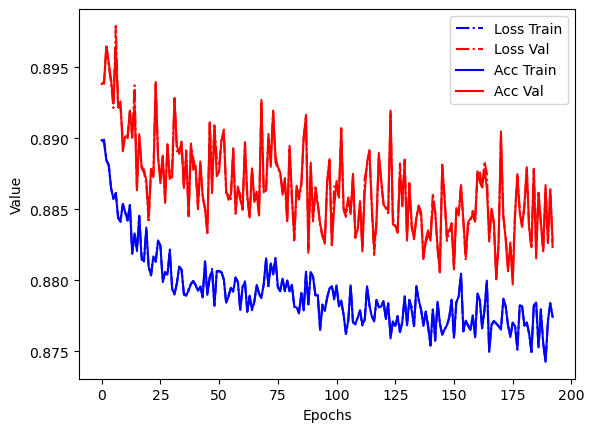 Loss Train
Loss Val
Acc Train
Acc Val
0.895
0.890
0.885
0.880
0.875
Value
0 25 50 75 100 125 150 175 200
Epochs